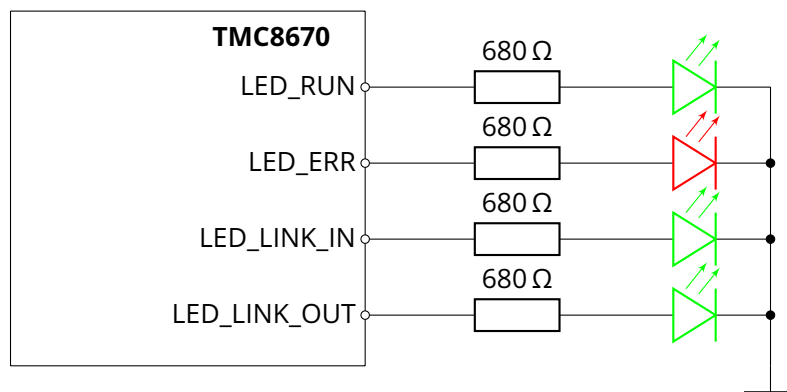 TMC8670
680 Ω
LED_RUN
680 Ω
LED_ERR
680 Ω
LED_LINK_IN
680 Ω
LED_LINK_OUT